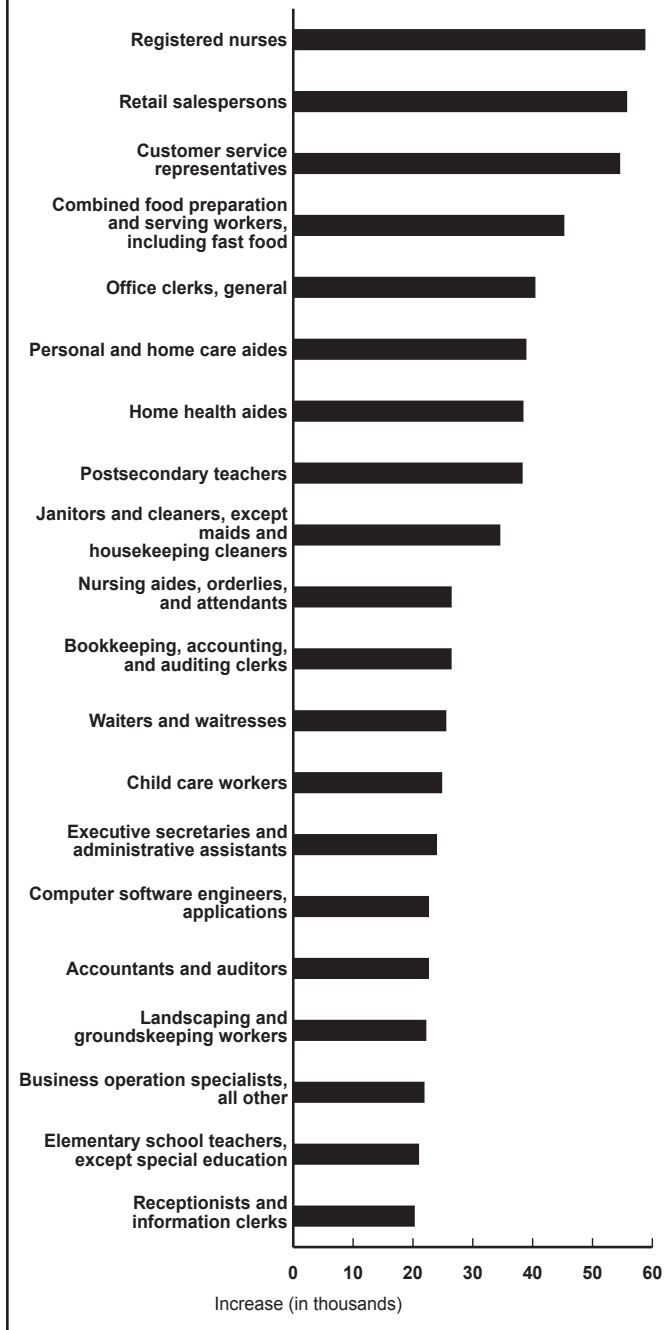 Registered nurses
Retail salespersons
Customer service
representatives
Combined food preparation
and serving workers,
including fast food
Office clerks, general
Personal and home care aides
Home health aides
Postsecondary teachers
Janitors and cleaners, except
maids and
housekeeping cleaners
Nursing aides, orderlies,
and attendants
Bookkeeping, accounting,
and auditing clerks
Waiters and waitresses
Child care workers
Executive secretaries and
administrative assistants
Computer software engineers,
applications
Accountants and auditors
Landscaping and
groundskeeping workers
Business operation specialists,
all other
Elementary school teachers,
except special education
Receptionists and
information clerks
0 10 20 30 40 50 60
Increase (in thousands)